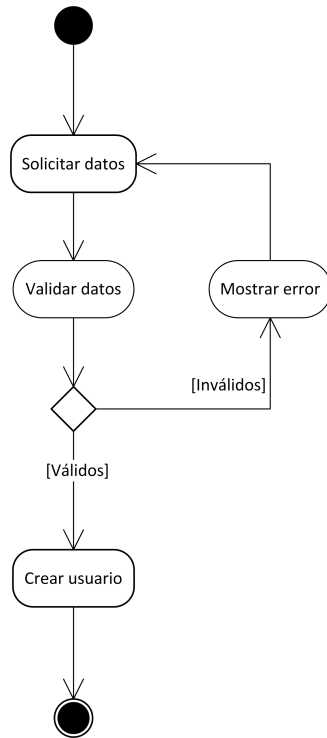 Solicitar datos
Validar datos
Mostrar error
[Inválidos]
[Válidos]
Crear usuario